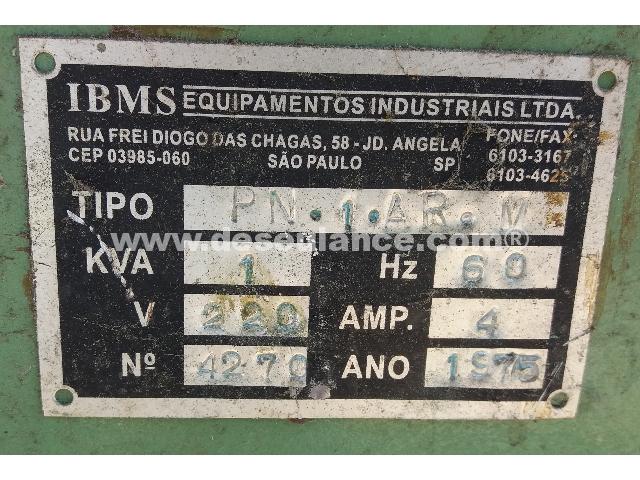 IBMS EQUIPAMENTOS INDUSTRIAIS LTDA.
RUA FREI DIOGO DAS CHAGAS, 58 - JD. ANGELA FONE/FAX:
CEP 03985-060 SÃO PAULO SP 6103-3167
6103-4625
TIPO PN.1.AR.M
www.deselance.com®
KVA 1 Hz 60
V 220 AMP. 4
Nº 4270 ANO 1975